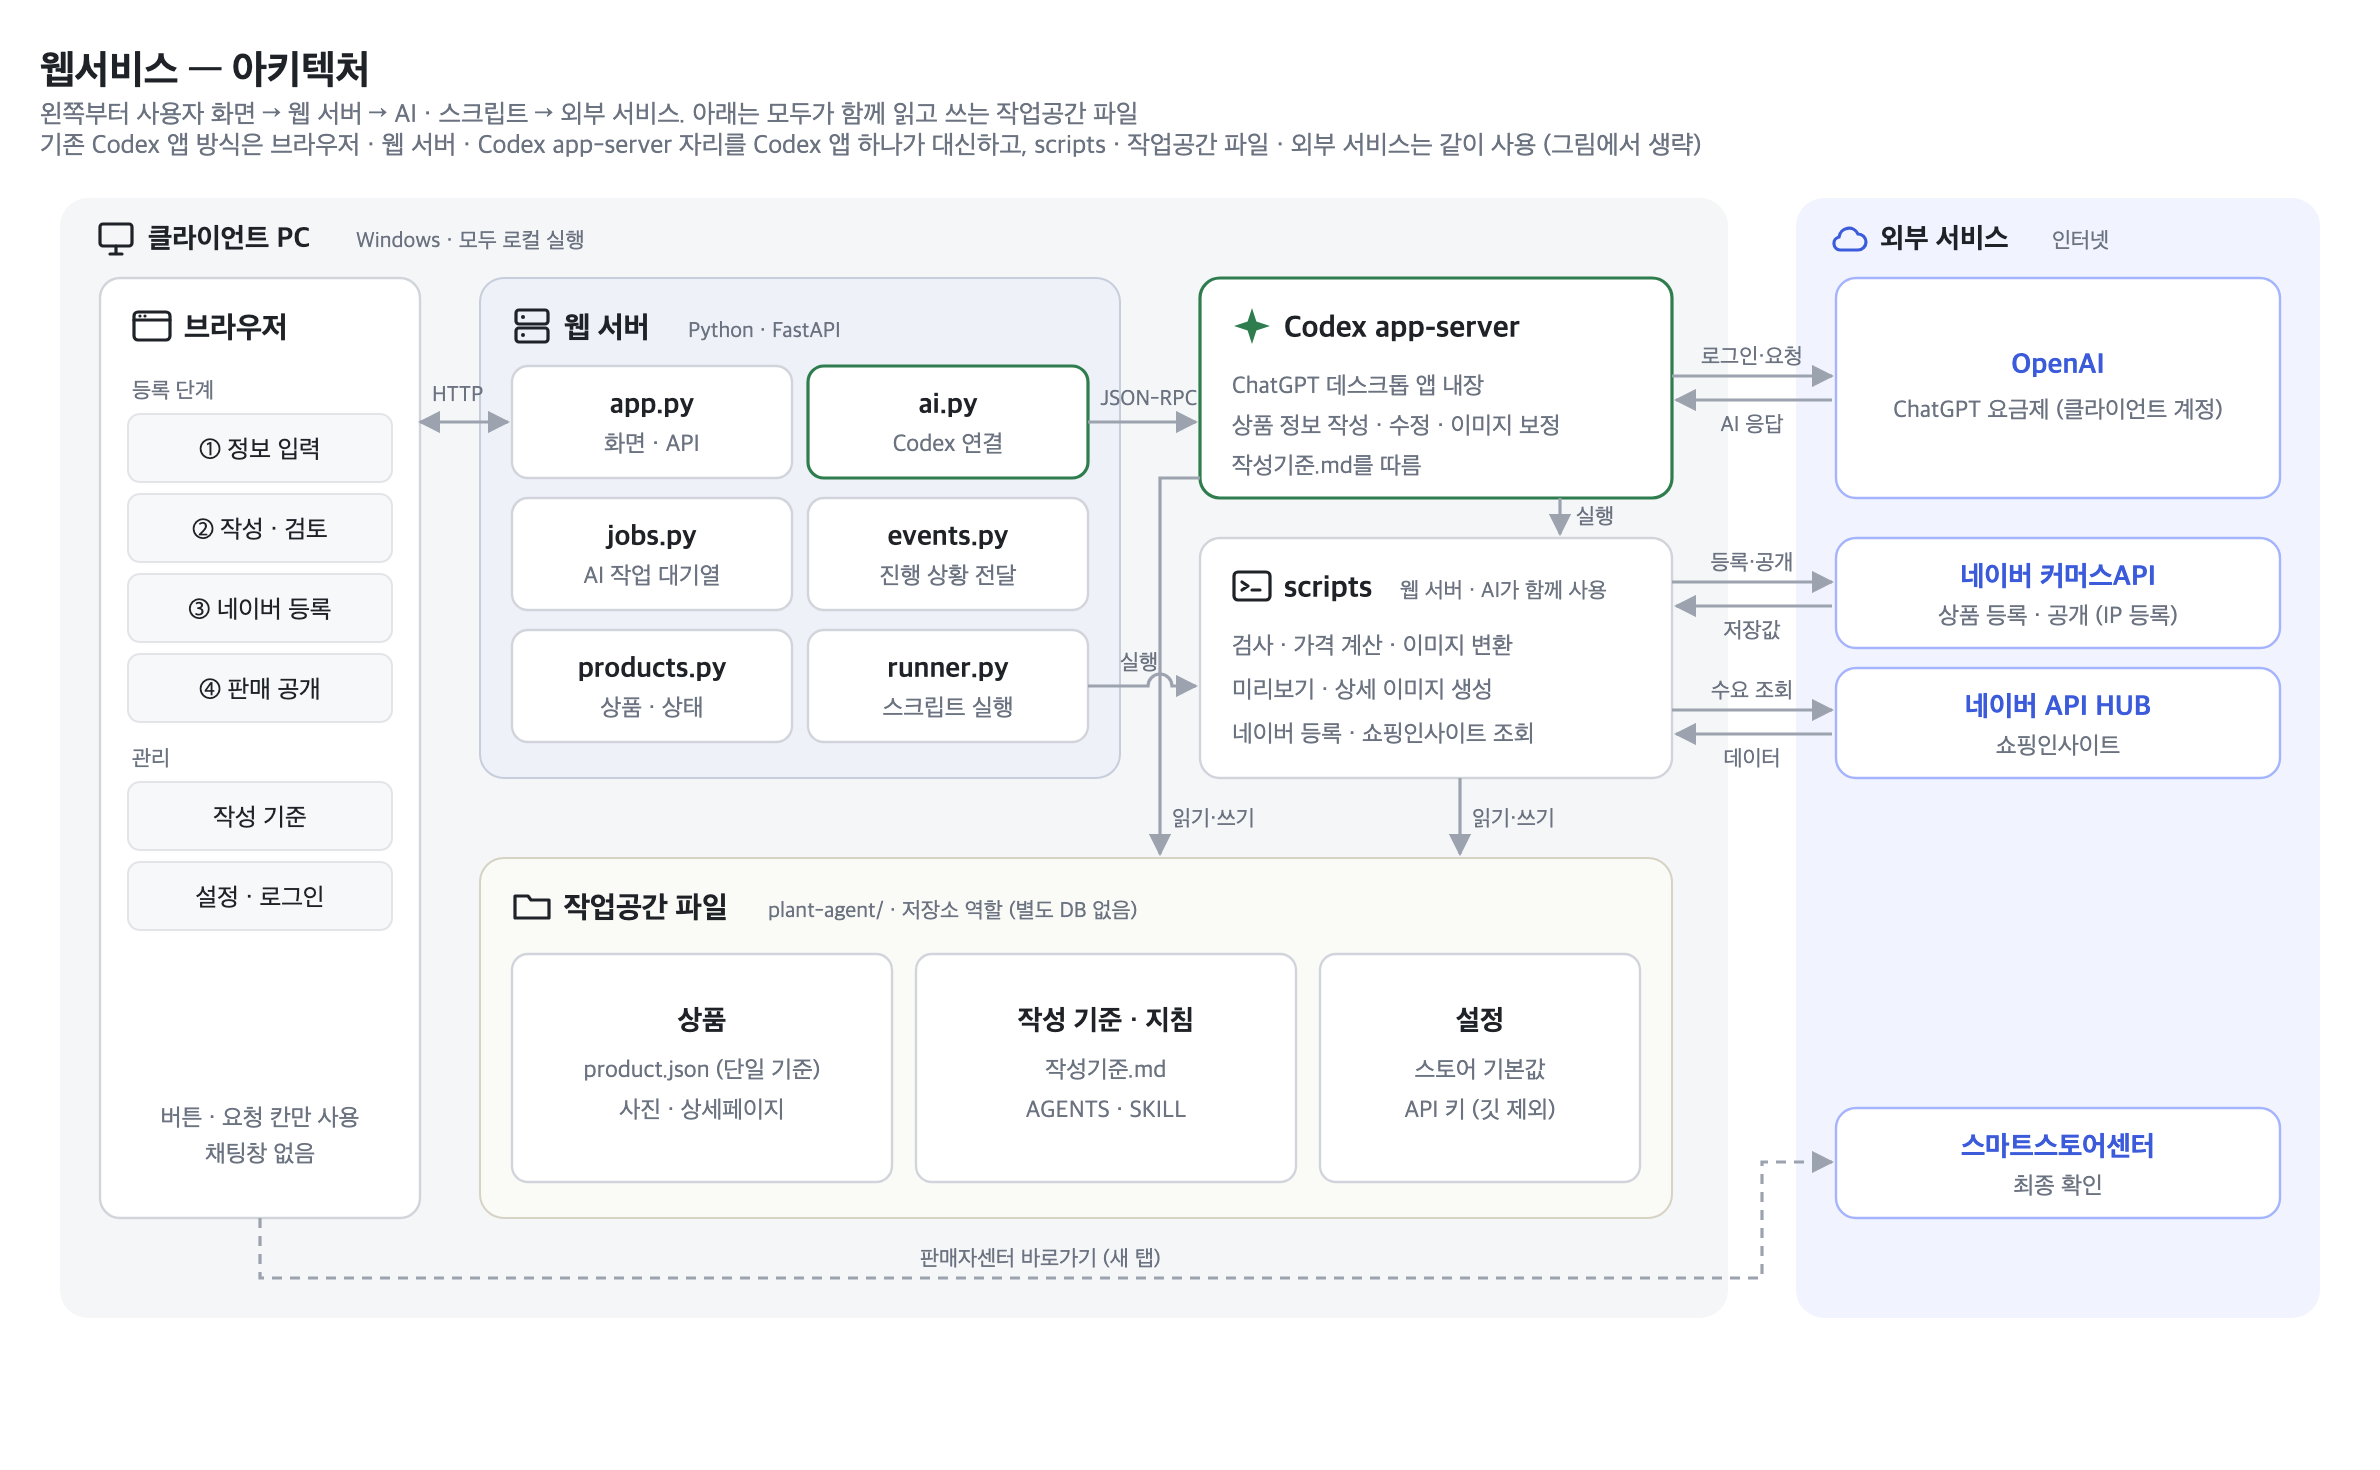 웹서비스 — 아키텍처
왼쪽부터 사용자 화면 → 웹 서버 → AI · 스크립트 → 외부 서비스. 아래는 모두가 함께 읽고 쓰는 작업공간 파일
기존 Codex 앱 방식은 브라우저 · 웹 서버 · Codex app-server 자리를 Codex 앱 하나가 대신하고, scripts · 작업공간 파일 · 외부 서비스는 같이 사용 (그림에서 생략)
클라이언트 PC
Windows · 모두 로컬 실행
브라우저
등록 단계
① 정보 입력
② 작성 · 검토
③ 네이버 등록
④ 판매 공개
관리
작성 기준
설정 · 로그인
버튼 · 요청 칸만 사용
채팅창 없음
HTTP
웹 서버
Python · FastAPI
app.py
화면 · API
ai.py
Codex 연결
jobs.py
AI 작업 대기열
events.py
진행 상황 전달
products.py
상품 · 상태
runner.py
스크립트 실행
JSON-RPC
실행
Codex app-server
ChatGPT 데스크톱 앱 내장
상품 정보 작성 · 수정 · 이미지 보정
작성기준.md를 따름
실행
scripts
웹 서버 · AI가 함께 사용
검사 · 가격 계산 · 이미지 변환
미리보기 · 상세 이미지 생성
네이버 등록 · 쇼핑인사이트 조회
읽기·쓰기
읽기·쓰기
작업공간 파일
plant-agent/ · 저장소 역할 (별도 DB 없음)
상품
product.json (단일 기준)
사진 · 상세페이지
작성 기준 · 지침
작성기준.md
AGENTS · SKILL
설정
스토어 기본값
API 키 (깃 제외)
판매자센터 바로가기 (새 탭)
로그인·요청
AI 응답
등록·공개
저장값
수요 조회
데이터
외부 서비스
인터넷
OpenAI
ChatGPT 요금제 (클라이언트 계정)
네이버 커머스API
상품 등록 · 공개 (IP 등록)
네이버 API HUB
쇼핑인사이트
스마트스토어센터
최종 확인